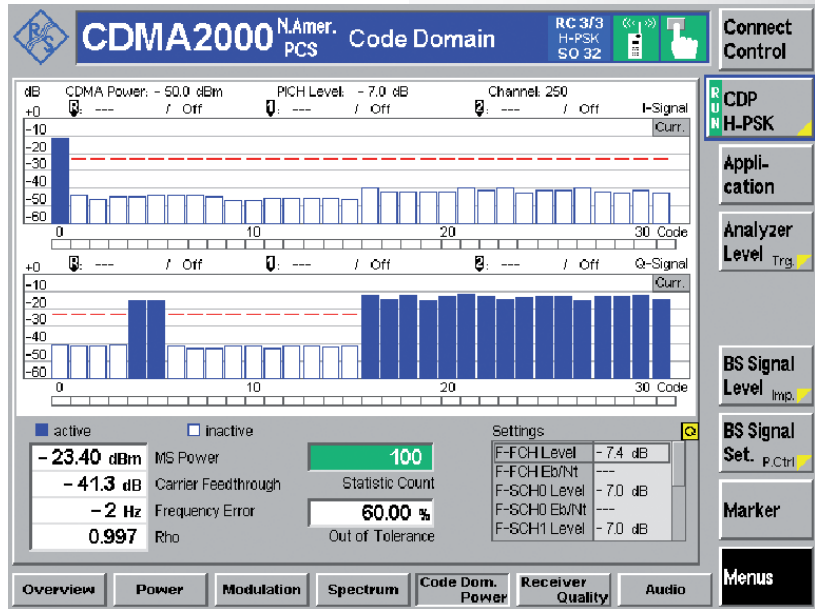 R&S
CDMA2000 N.Amer. PCS Code Domain
RC 3/3
H-PSK
SO 32
Connect Control
dB CDMA Power: - 50.0 dBm PICH Level: - 7.0 dB Channel: 250
+0 R: --- / Off 1: --- / Off 2: --- / Off I-Signal
Curr.
-10
-20
-30
-40
-50
-60
0 10 20 30 Code
+0 R: --- / Off 1: --- / Off 2: --- / Off Q-Signal
Curr.
-10
-20
-30
-40
-50
-60
0 10 20 30 Code
active inactive
- 23.40 dBm MS Power
- 41.3 dB Carrier Feedthrough
- 2 Hz Frequency Error
0.997 Rho
100
Statistic Count
60.00 %
Out of Tolerance
Settings
F-FCH Level - 7.4 dB
F-FCH Eb/Nt ---
F-SCH0 Level - 7.0 dB
F-SCH0 Eb/Nt ---
F-SCH1 Level - 7.0 dB
RUN
CDP
H-PSK
Appli-
cation
Analyzer
Level Trg.
BS Signal
Level Imp.
BS Signal
Set. P.Ctrl
Marker
Menus
Overview
Power
Modulation
Spectrum
Code Dom.
Power
Receiver
Quality
Audio